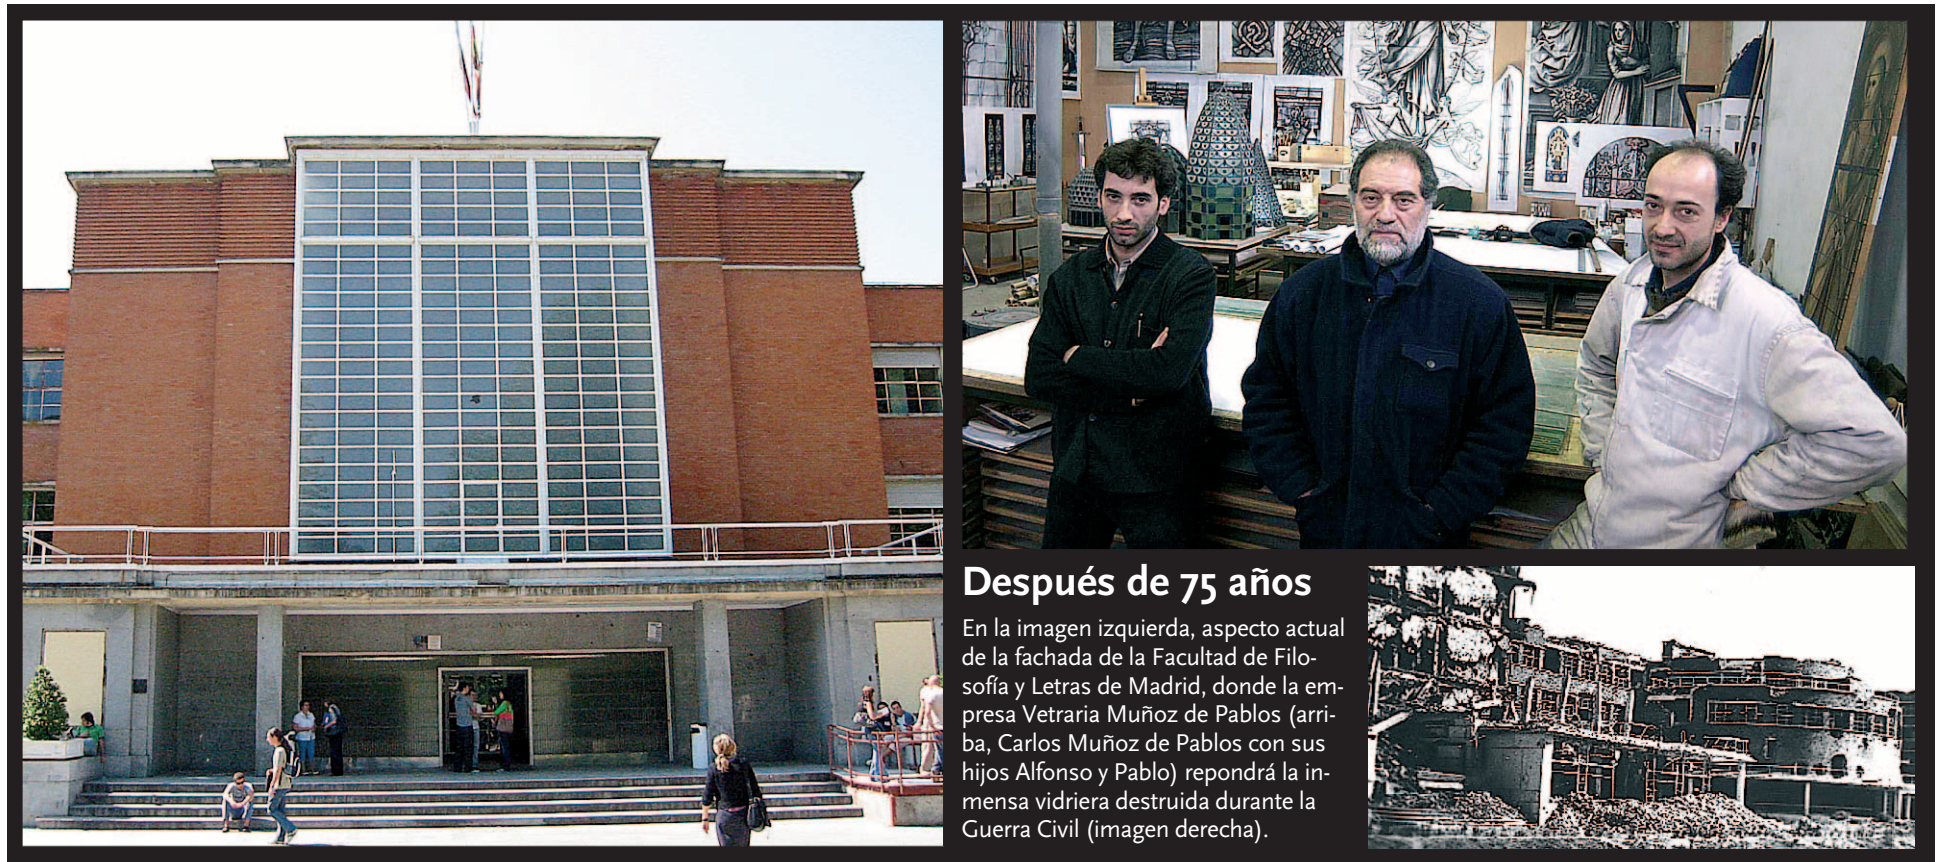 Después de 75 años
En la imagen izquierda, aspecto actual
de la fachada de la Facultad de Filo-
sofía y Letras de Madrid, donde la em-
presa Vetraria Muñoz de Pablos (arri-
ba, Carlos Muñoz de Pablos con sus
hijos Alfonso y Pablo) repondrá la in-
mensa vidriera destruida durante la
Guerra Civil (imagen derecha).